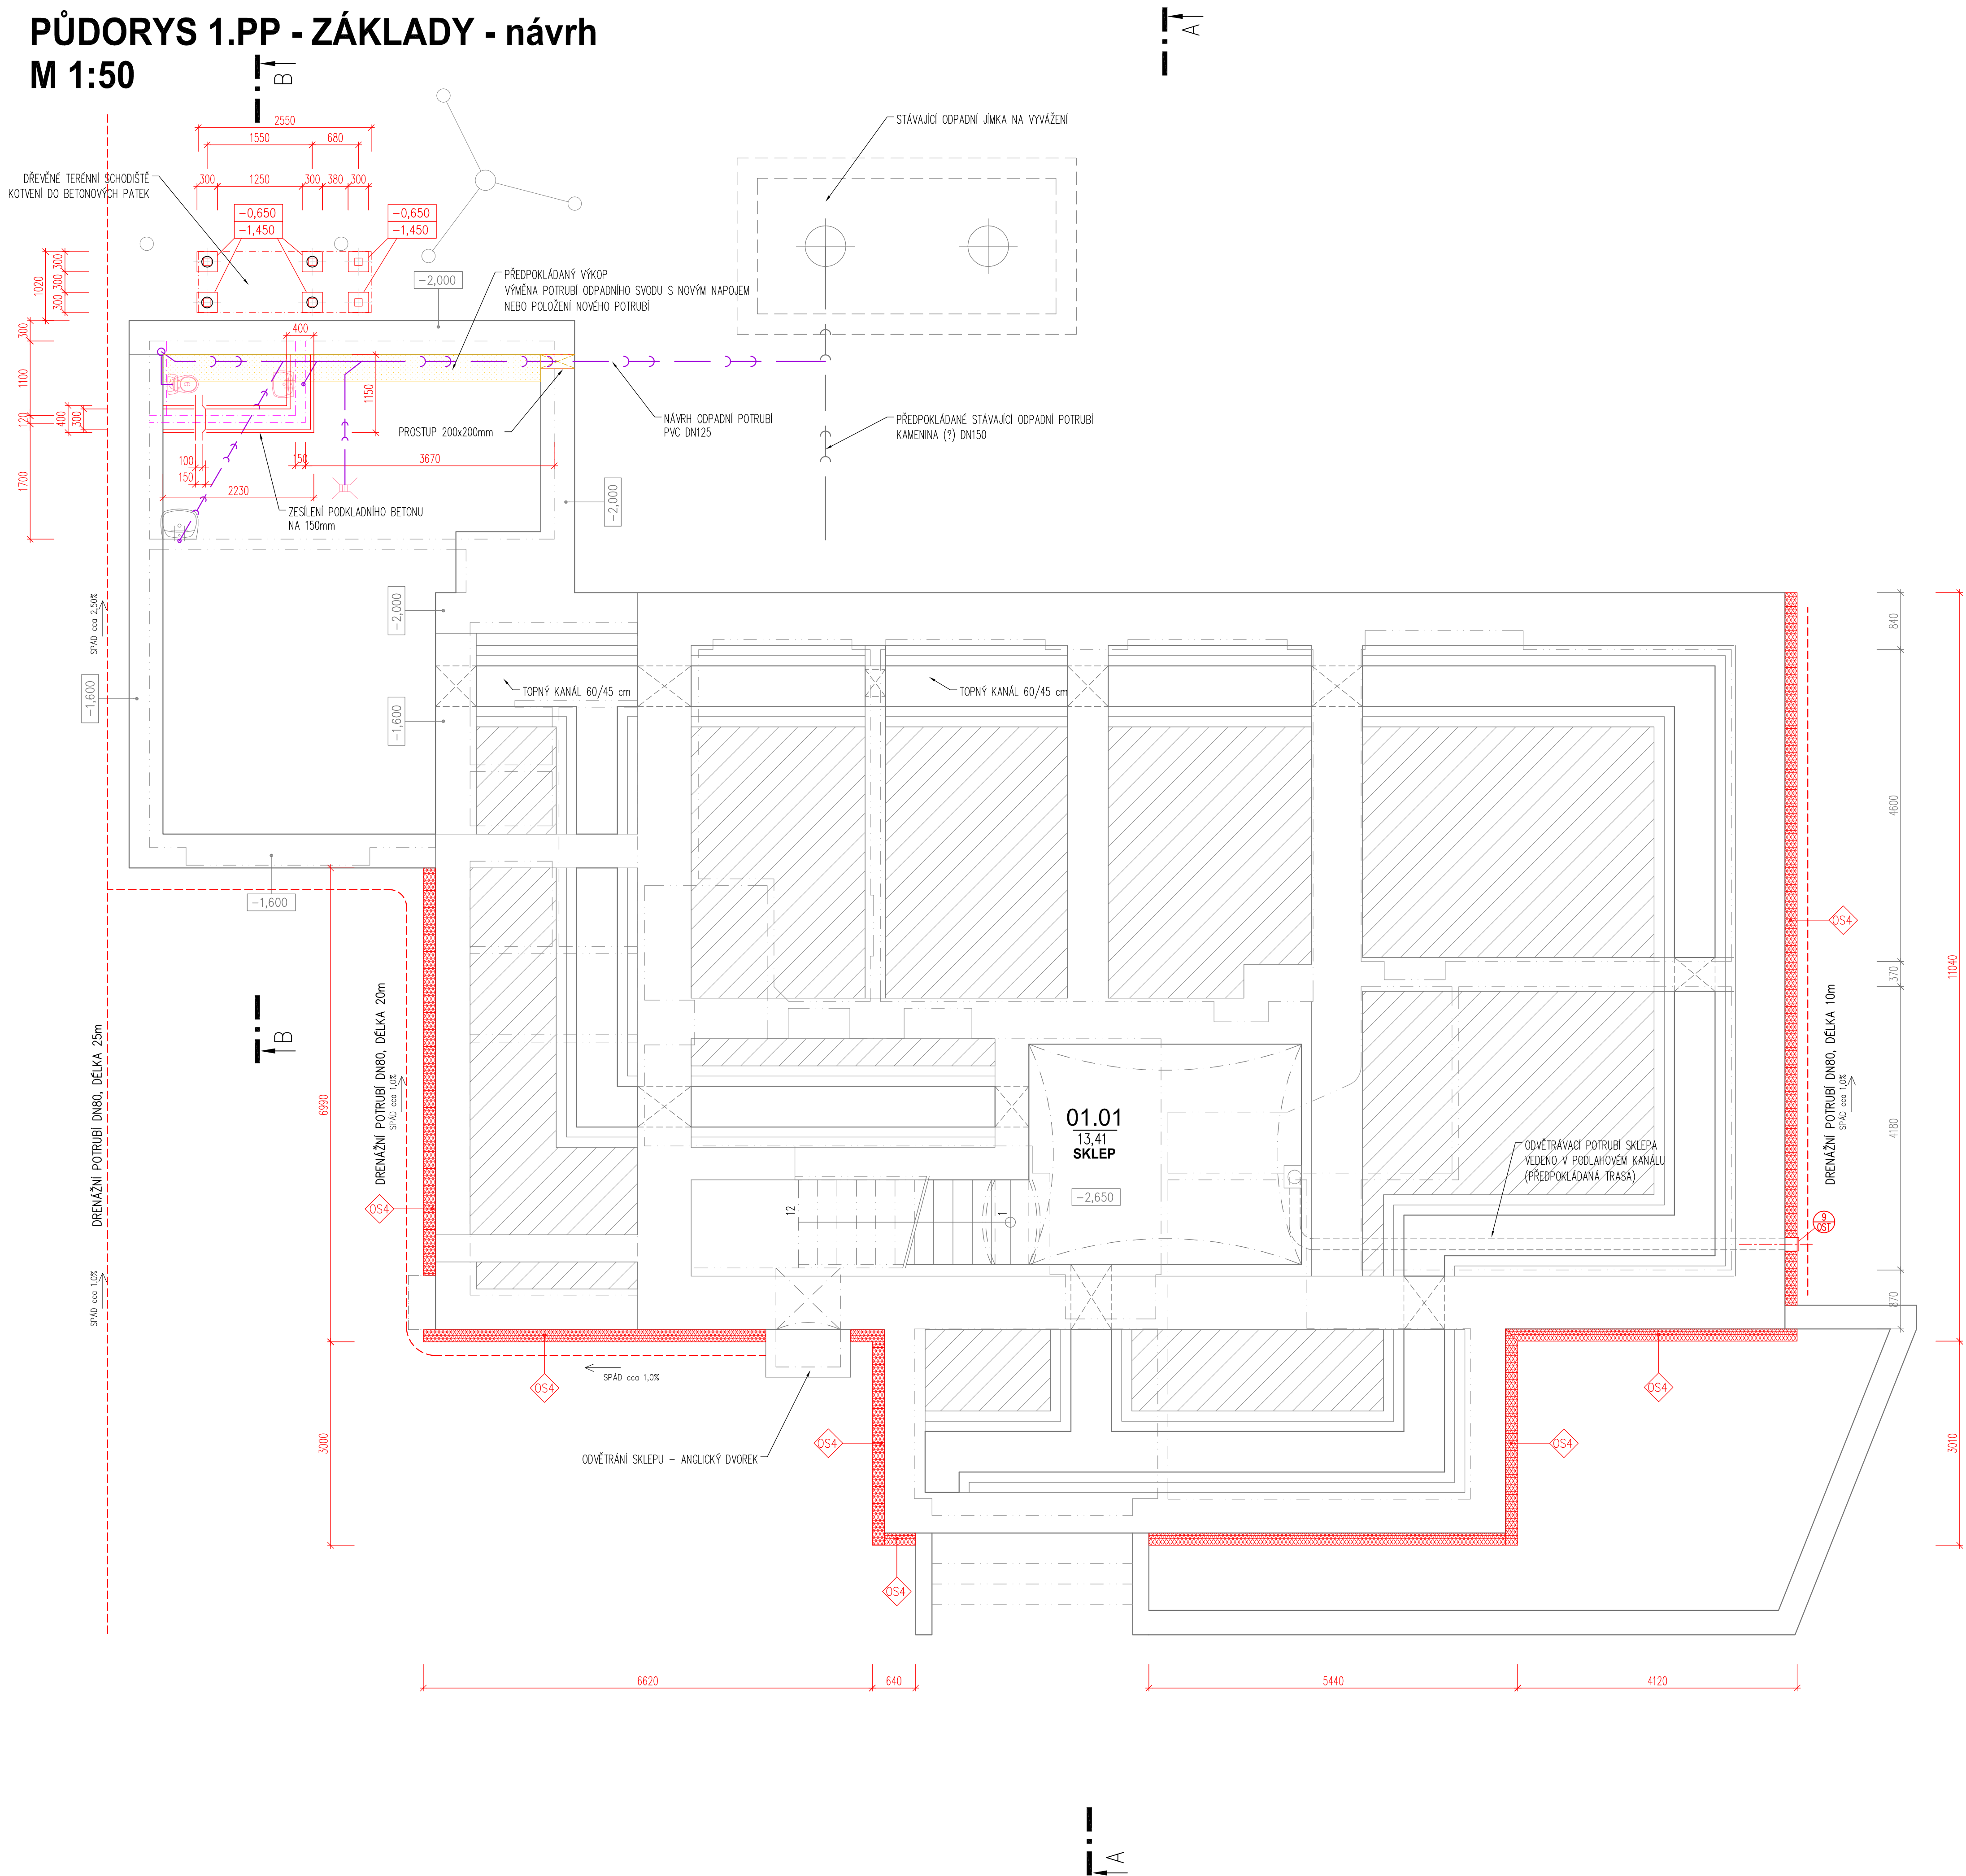 PŮDORYS 1.PP - ZÁKLADY - návrh
M 1:50
B
A
2550
1550
680
300
1250
300
380
300
DŘEVĚNÉ TERÉNNÍ SCHODIŠTĚ
KOTVENÍ DO BETONOVÝCH PATEK
-0,650
-1,450
-0,650
-1,450
STÁVAJÍCÍ ODPADNÍ JÍMKA NA VYVÁŽENÍ
PŘEDPOKLÁDANÝ VÝKOP
VÝMĚNA POTRUBÍ ODPADNÍHO SVODU S NOVÝM NAPOJEM
NEBO POLOŽENÍ NOVÉHO POTRUBÍ
-2,000
1020
300
300
300
300
1100
120
1700
400
300
400
1150
PROSTUP 200x200mm
NÁVRH ODPADNÍ POTRUBÍ
PVC DN125
PŘEDPOKLÁDANÉ STÁVAJÍCÍ ODPADNÍ POTRUBÍ
KAMENINA (?) DN150
100
150
150
3670
2230
-2,000
ZESÍLENÍ PODKLADNÍHO BETONU
NA 150mm
SPÁD cca 2,50%
-2,000
-1,600
-1,600
TOPNÝ KANÁL 60/45 cm
TOPNÝ KANÁL 60/45 cm
840
4600
370
4180
870
11040
3010
-1,600
OS4
B
DRENÁŽNÍ POTRUBÍ DN80, DÉLKA 25m
SPÁD cca 1,0%
DRENÁŽNÍ POTRUBÍ DN80, DÉLKA 20m
SPÁD cca 1,0%
DRENÁŽNÍ POTRUBÍ DN80, DÉLKA 10m
SPÁD cca 1,0%
6990
3000
01.01
13,41
SKLEP
-2,650
12
1
ODVĚTRÁVACÍ POTRUBÍ SKLEPA
VEDENO V PODLAHOVÉM KANÁLU
(PŘEDPOKLÁDANÁ TRASA)
9
OST
OS4
OS4
SPÁD cca 1,0%
OS4
OS4
OS4
ODVĚTRÁNÍ SKLEPU - ANGLICKÝ DVOREK
OS4
6620
640
5440
4120
A